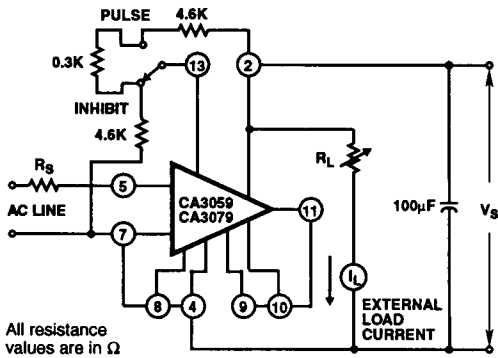 PULSE
4.6K
0.3K
13
2
INHIBIT
4.6K
RS
5
CA3059
CA3079
11
RL
100μF
VS
AC LINE
7
8
4
9
10
IL
EXTERNAL
LOAD
CURRENT
All resistance
values are in Ω